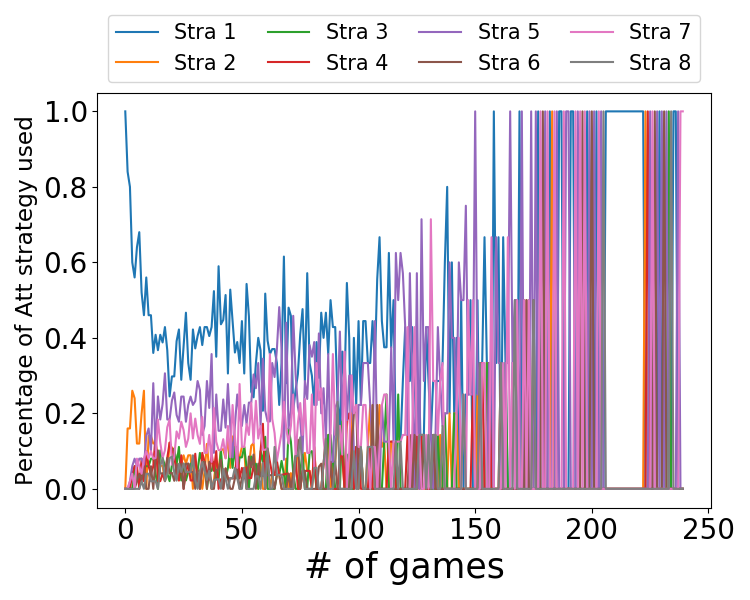 Stra 1 Stra 3 Stra 5 Stra 7
Stra 2 Stra 4 Stra 6 Stra 8
Percentage of Att strategy used
1.0
0.8
0.6
0.4
0.2
0.0
0 50 100 150 200 250
# of games